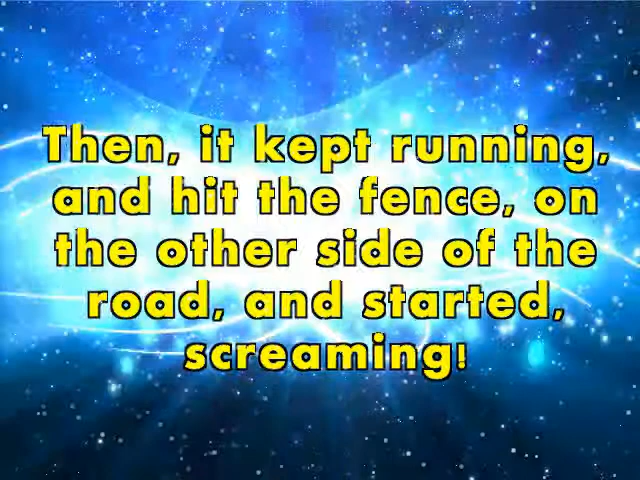 Then, it kept running,
and hit the fence, on
the other side of the
road, and started,
screaming!